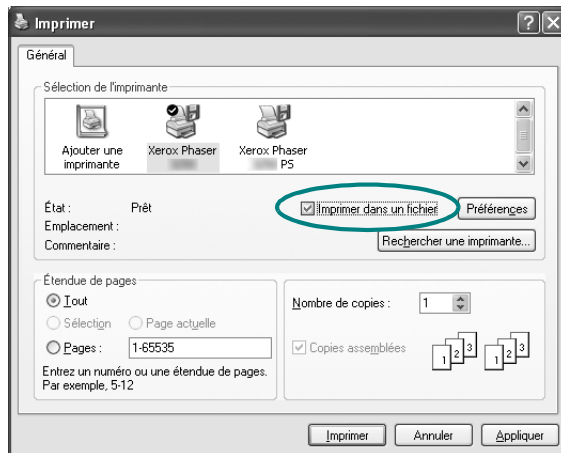 Imprimer
Général
Sélection de l'imprimante
Ajouter une
imprimante
Xerox Phaser
Xerox Phaser
PS
État : Prêt
Imprimer dans un fichier
Préférences
Emplacement :
Commentaire :
Rechercher une imprimante...
Étendue de pages
Tout
Sélection
Page actuelle
Pages : 1-65535
Entrez un numéro ou une étendue de pages.
Par exemple, 5-12
Nombre de copies : 1
Copies assemblées
1 2 3 1 2 3
Imprimer
Annuler
Appliquer